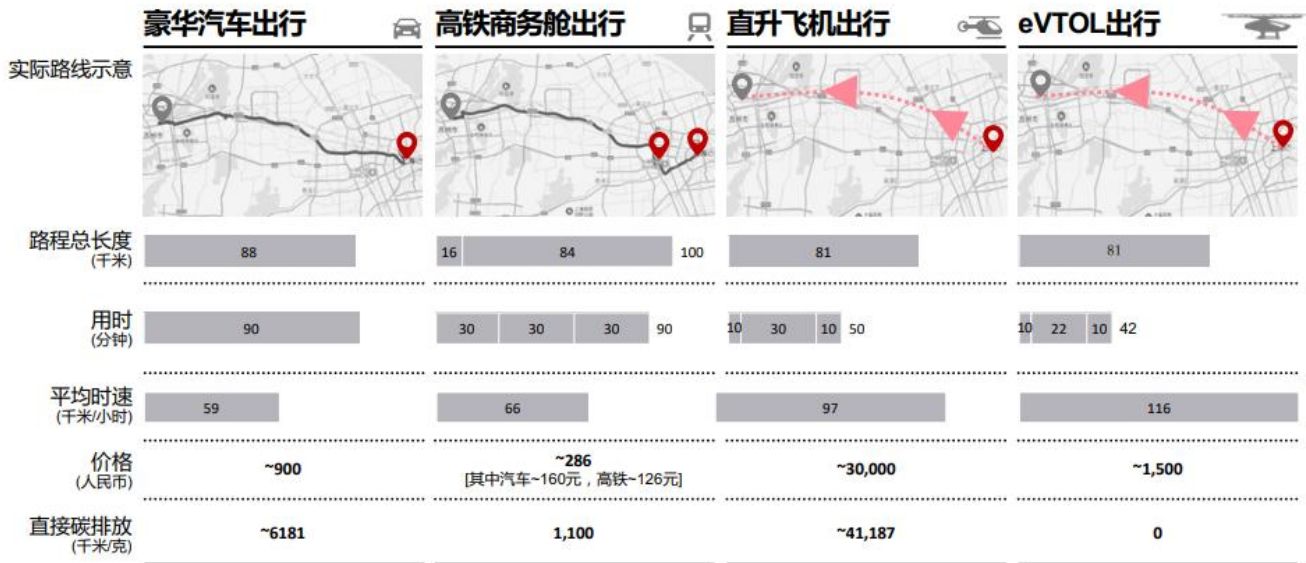 豪华汽车出行
高铁商务舱出行
直升飞机出行
eVTOL出行
实际路线示意
路程总长度
(千米)
88
16 84 100
81
81
用时
(分钟)
90
30 30 30 90
10 30 10 50
10 22 10 42
平均时速
(千米/小时)
59
66
97
116
价格
(人民币)
~900
~286
[其中汽车~160元，高铁~126元]
~30,000
~1,500
直接碳排放
(千米/克)
~6181
1,100
~41,187
0